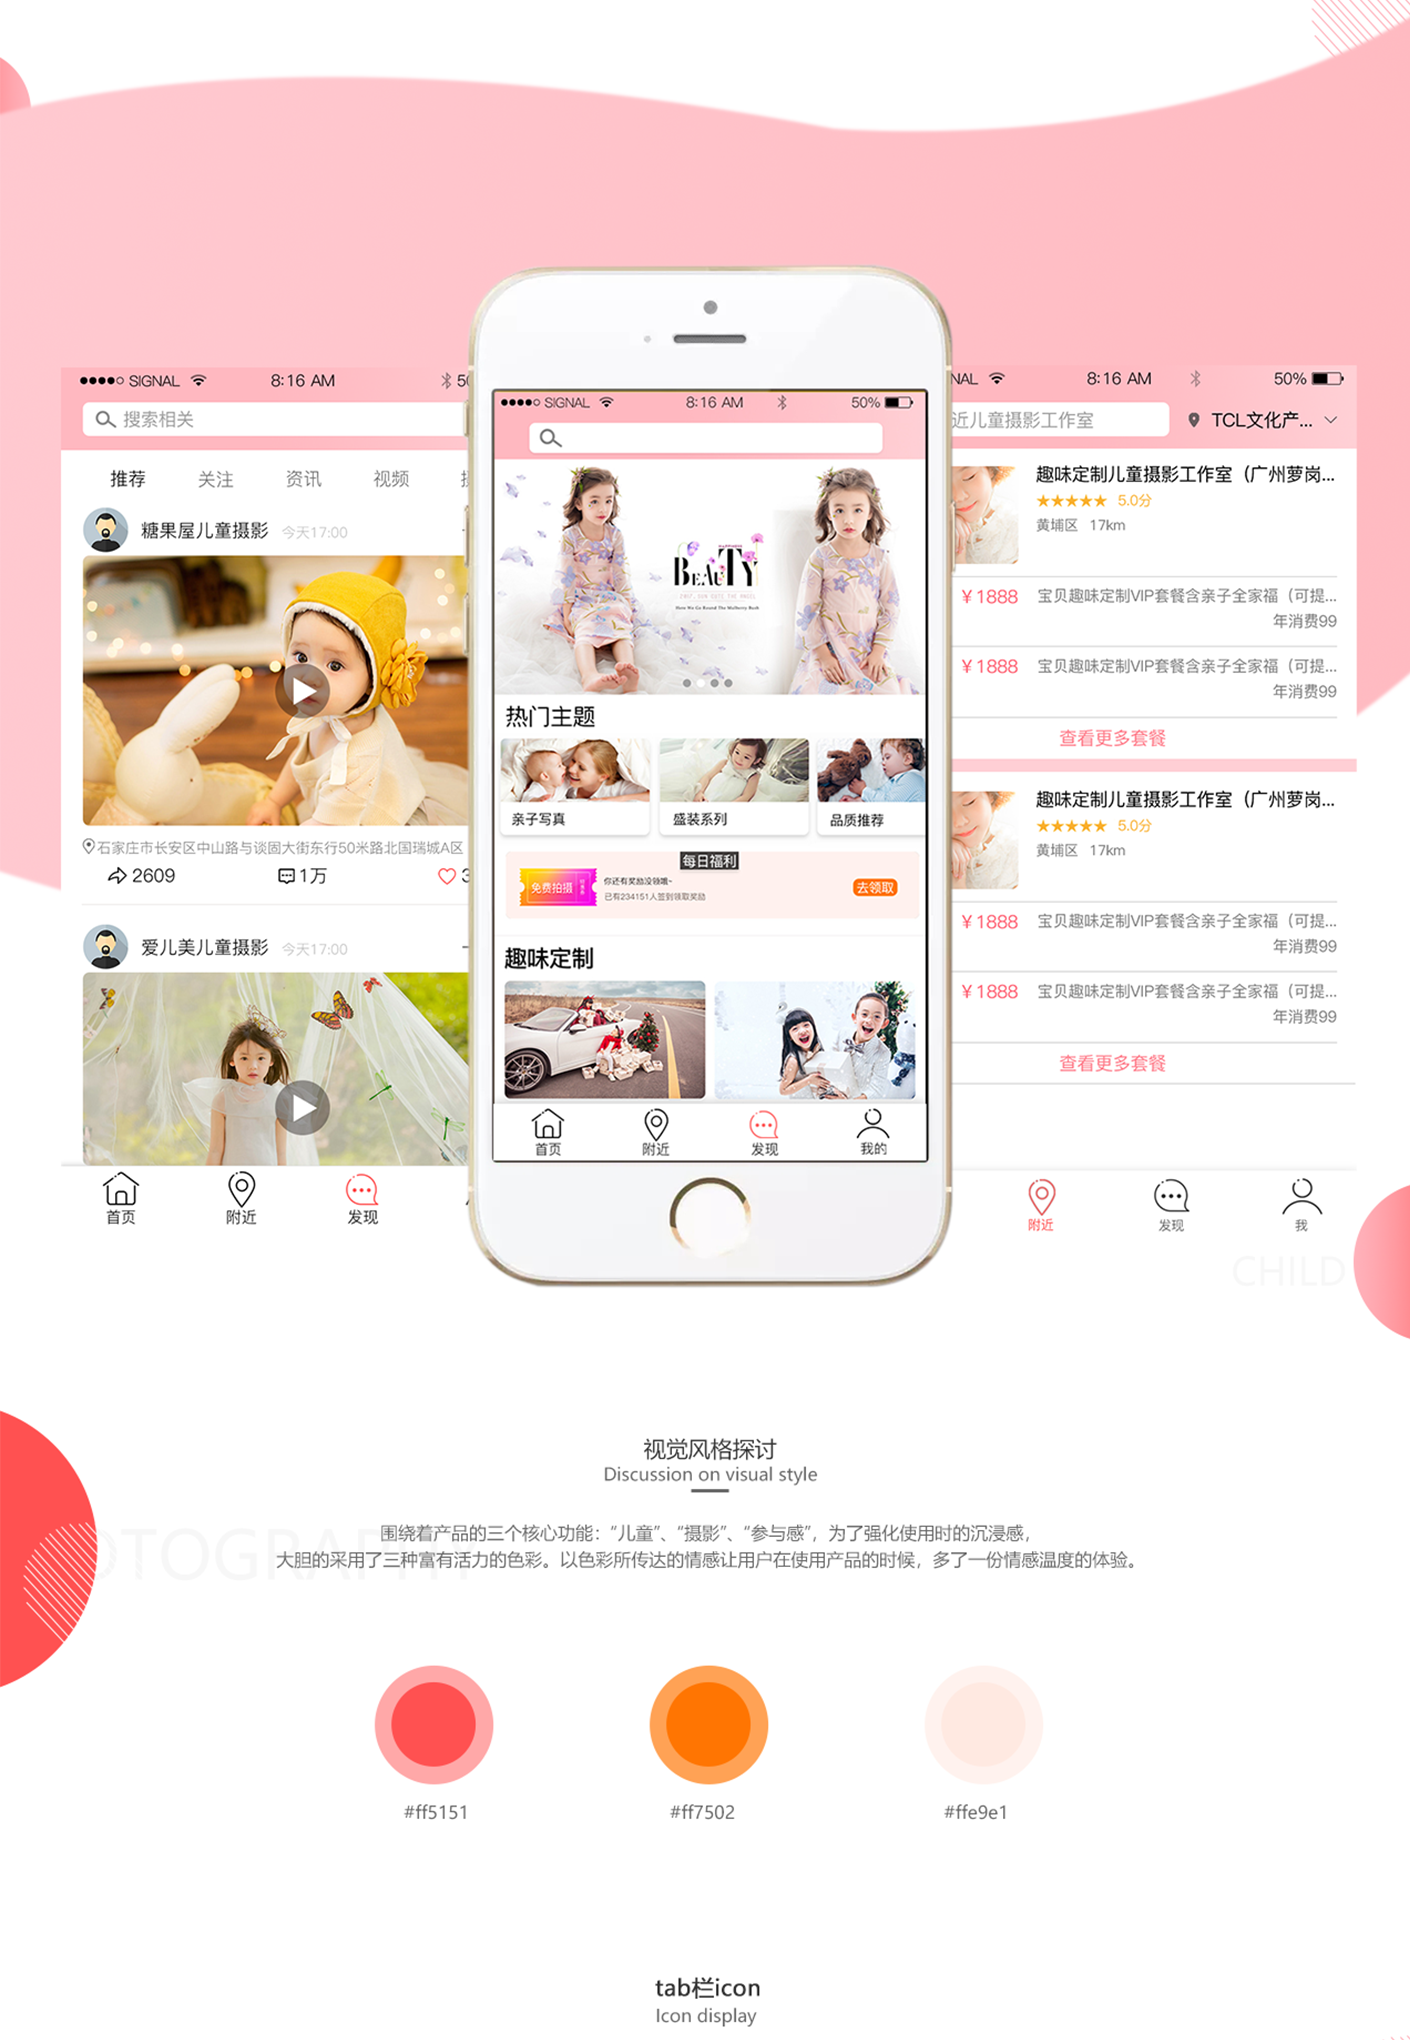 SIGNAL 8:16 AM 50
搜索相关
推荐 关注 资讯 视频
糖果屋儿童摄影 今天17:00
石家庄市长安区中山路与谈固大街东行50米路北国瑞城A区
2609 1万 3
爱儿美儿童摄影 今天17:00
首页 附近 发现
SIGNAL 8:16 AM 50%
BEAUTY
Here We Go Round The Mulberry Bush
热门主题
亲子写真 盛装系列 品质推荐
每日福利
免费拍摄
你还有奖励没领哦~
已有234151人签到领取奖励
去领取
趣味定制
首页 附近 发现 我的
NAL 8:16 AM 50%
近儿童摄影工作室 TCL文化产...
趣味定制儿童摄影工作室（广州萝岗...
5.0分
黄埔区 17km
¥1888 宝贝趣味定制VIP套餐含亲子全家福（可提...
年消费99
¥1888 宝贝趣味定制VIP套餐含亲子全家福（可提...
年消费99
查看更多套餐
趣味定制儿童摄影工作室（广州萝岗...
5.0分
黄埔区 17km
¥1888 宝贝趣味定制VIP套餐含亲子全家福（可提...
年消费99
¥1888 宝贝趣味定制VIP套餐含亲子全家福（可提...
年消费99
查看更多套餐
附近 发现 我
CHILD
视觉风格探讨
Discussion on visual style
围绕着产品的三个核心功能：“儿童”、“摄影”、“参与感”，为了强化使用时的沉浸感，
大胆的采用了三种富有活力的色彩。以色彩所传达的情感让用户在使用产品的时候，多了一份情感温度的体验。
OTOGRAPHY
#ff5151 #ff7502 #ffe9e1
tab栏icon
Icon display